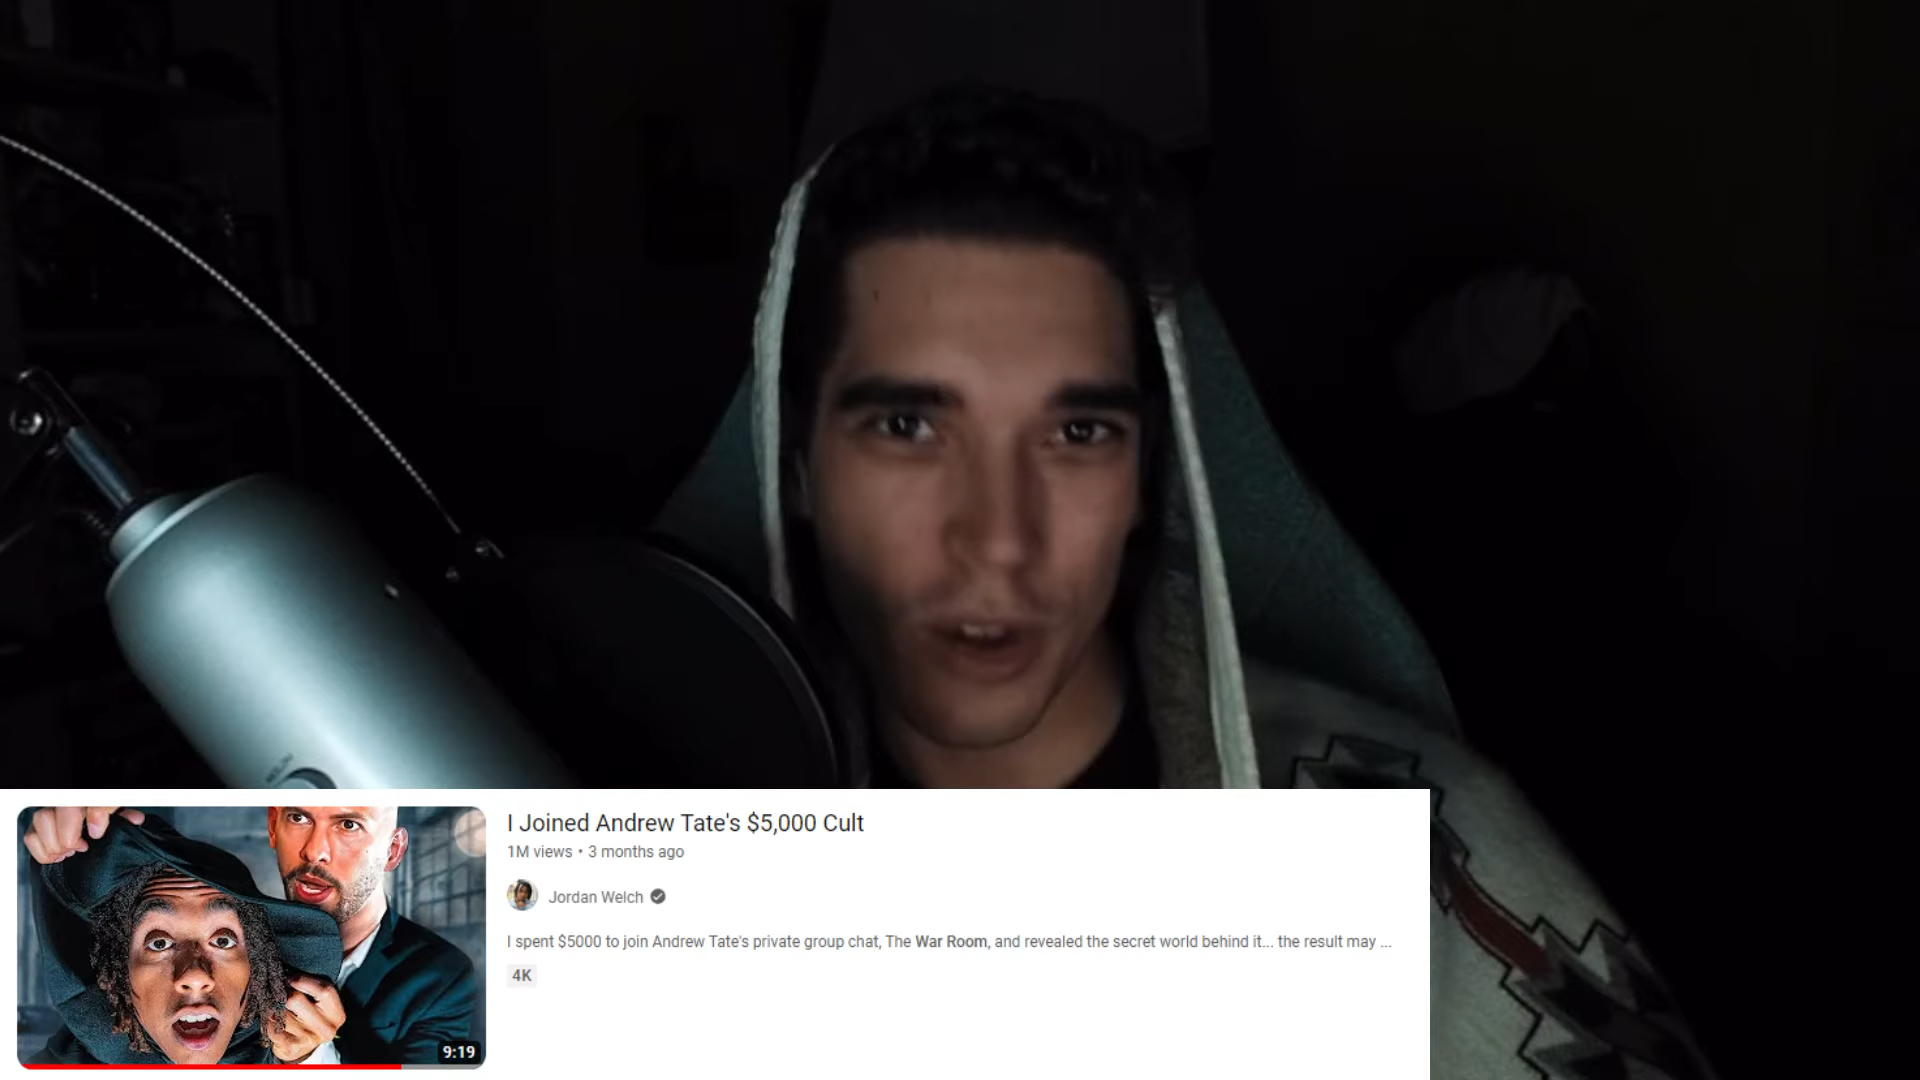 I Joined Andrew Tate's $5,000 Cult
1M views • 3 months ago
Jordan Welch
I spent $5000 to join Andrew Tate's private group chat, The War Room, and revealed the secret world behind it... the result may ...
4K
9:19